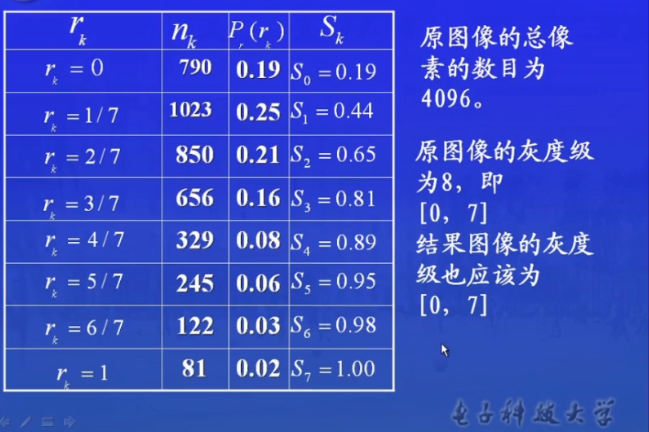 r_k n_k P_r(r_k) S_k
r_k = 0 790 0.19 S_0 = 0.19
r_k = 1/7 1023 0.25 S_1 = 0.44
r_k = 2/7 850 0.21 S_2 = 0.65
r_k = 3/7 656 0.16 S_3 = 0.81
r_k = 4/7 329 0.08 S_4 = 0.89
r_k = 5/7 245 0.06 S_5 = 0.95
r_k = 6/7 122 0.03 S_6 = 0.98
r_k = 1 81 0.02 S_7 = 1.00
原图像的总像
素的数目为
4096。
原图像的灰度级
为8，即
[0, 7]
结果图像的灰度
级也应该为
[0, 7]
电子科技大学